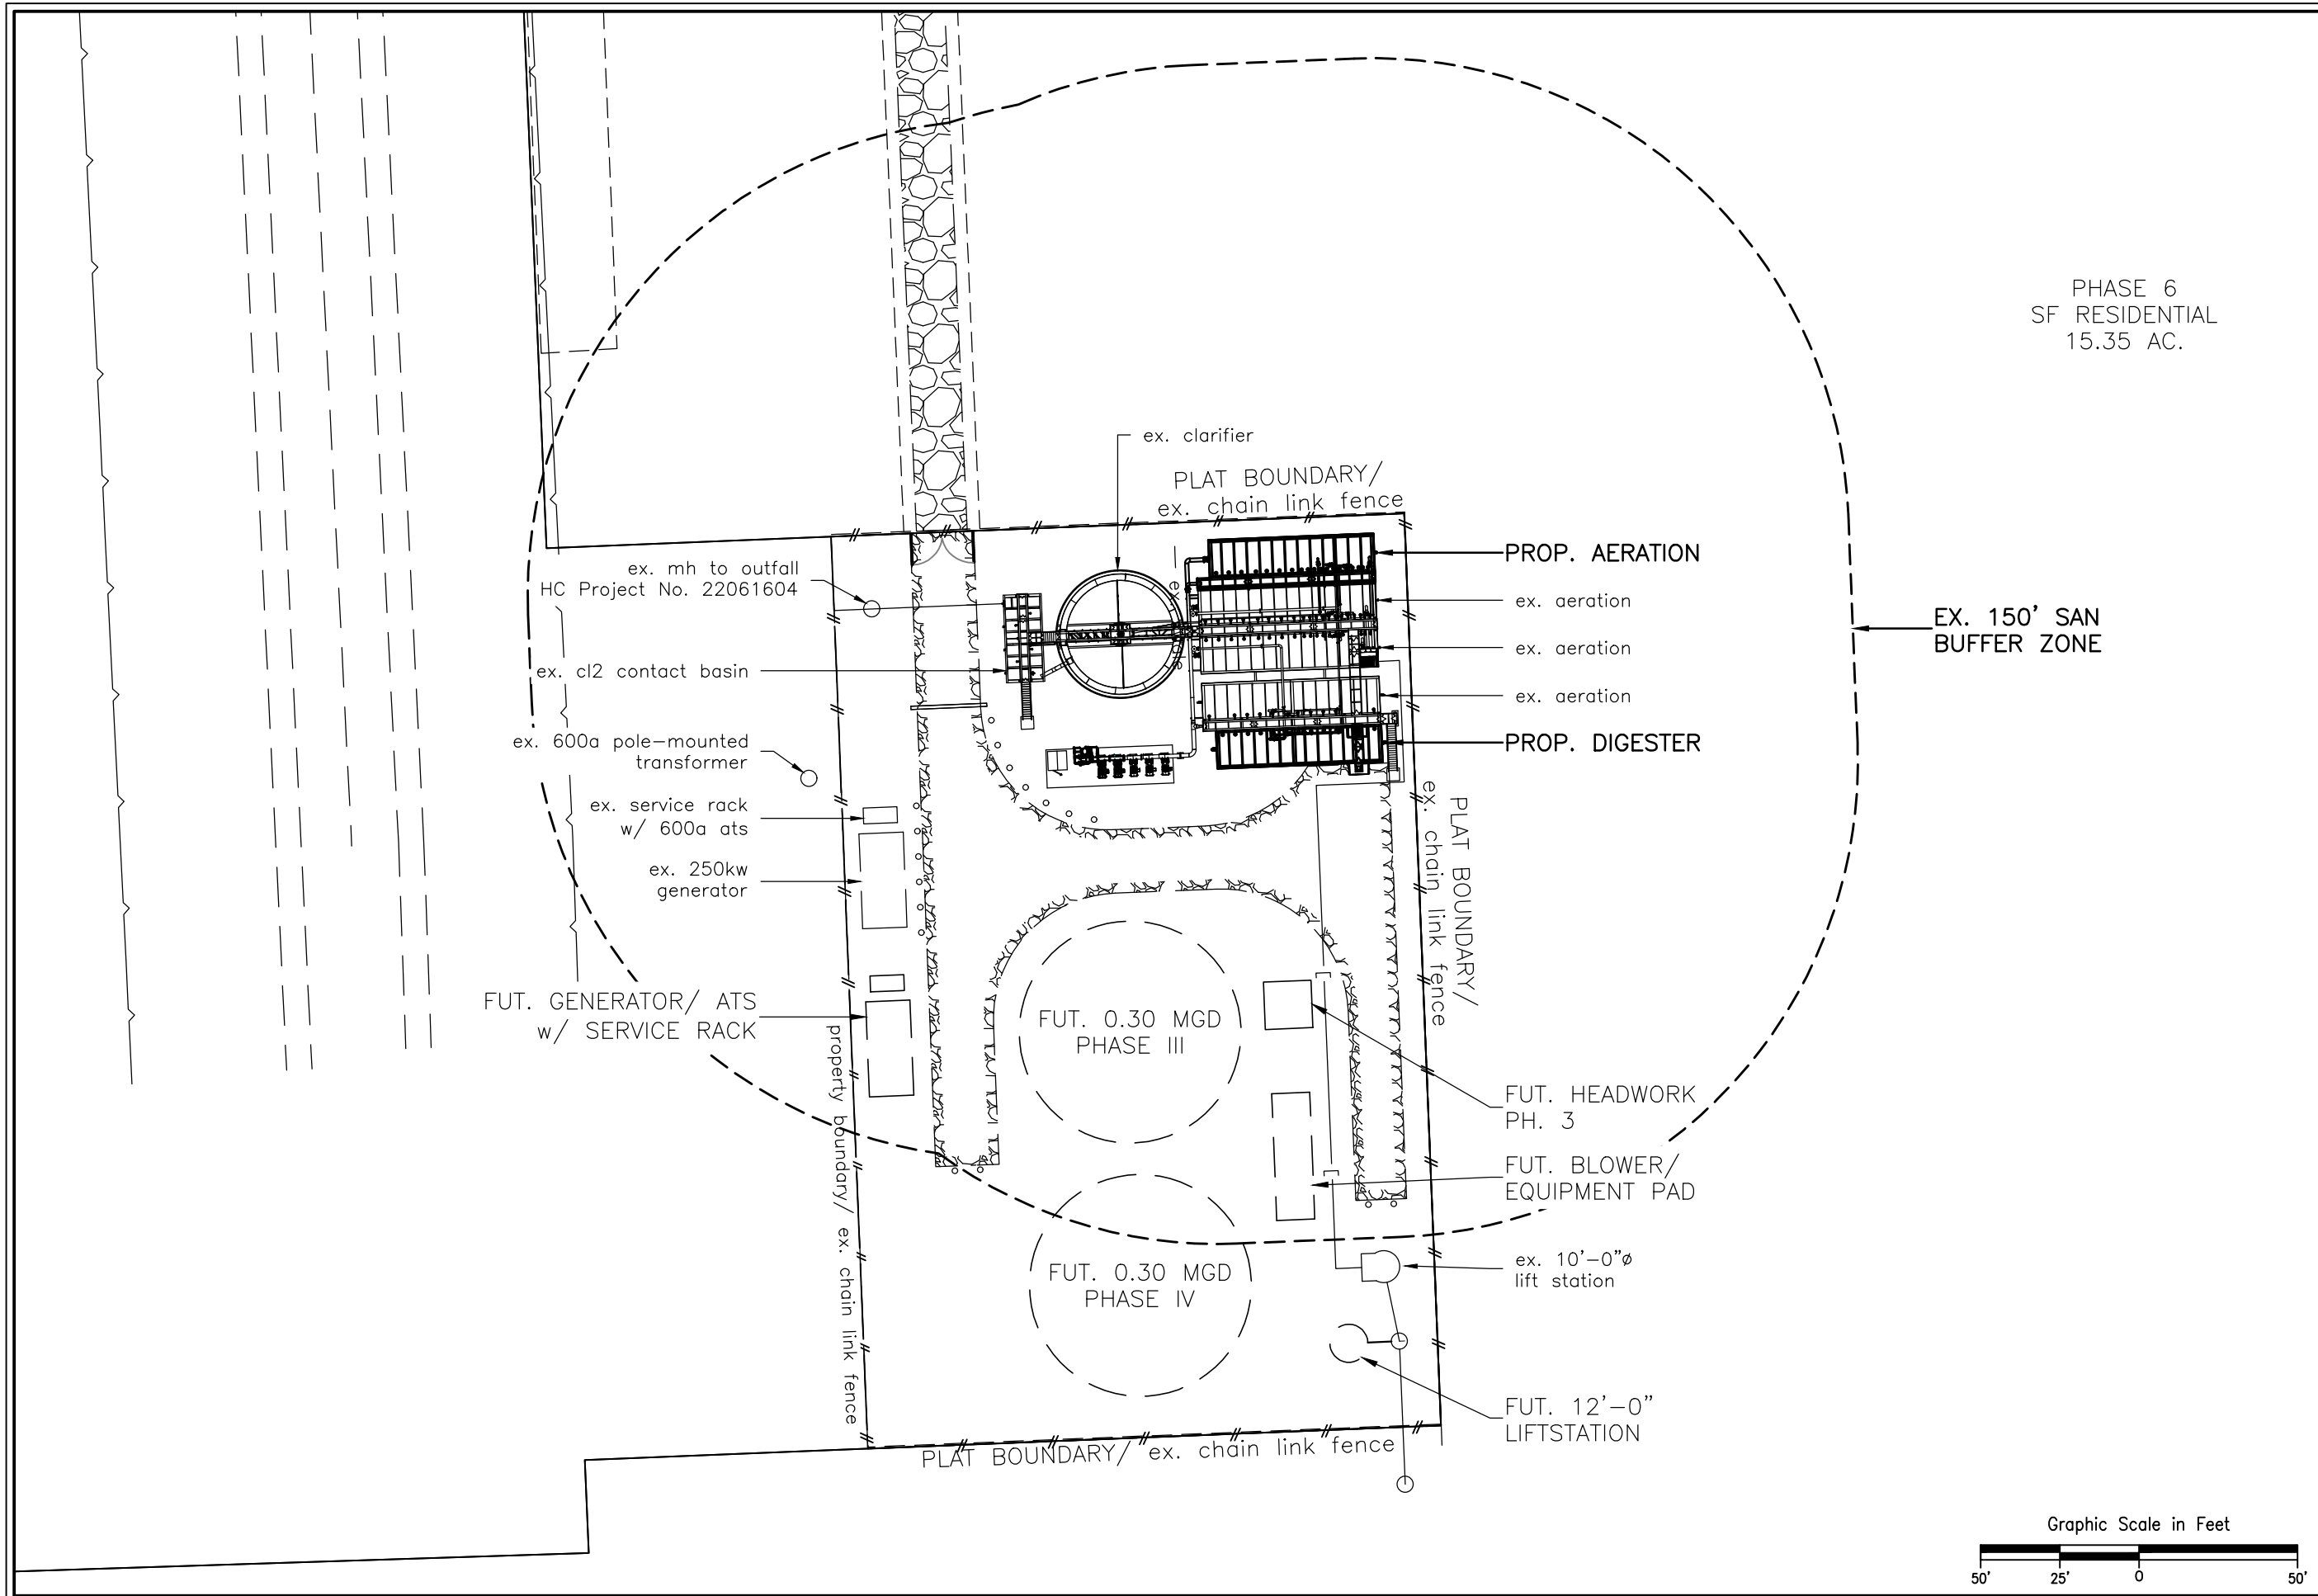 PHASE 6
SF RESIDENTIAL
15.35 AC.
ex. clarifier
PLAT BOUNDARY/
ex. chain link fence
ex. mh to outfall
HC Project No. 22061604
PROP. AERATION
ex. aeration
EX. 150' SAN
BUFFER ZONE
ex. aeration
ex. cl2 contact basin
ex. aeration
ex. 600a pole-mounted
transformer
PROP. DIGESTER
ex. service rack
w/ 600a ats
ex. 250kw
generator
PLAT BOUNDARY/
ex. chain link fence
FUT. GENERATOR/ ATS
w/ SERVICE RACK
FUT. 0.30 MGD
PHASE III
property boundary/ ex. chain link fence
FUT. HEADWORK
PH. 3
FUT. BLOWER/
EQUIPMENT PAD
FUT. 0.30 MGD
PHASE IV
ex. 10'-0"ø
lift station
FUT. 12'-0"
LIFTSTATION
PLAT BOUNDARY/ ex. chain link fence
Graphic Scale in Feet
50' 25' 0 50'